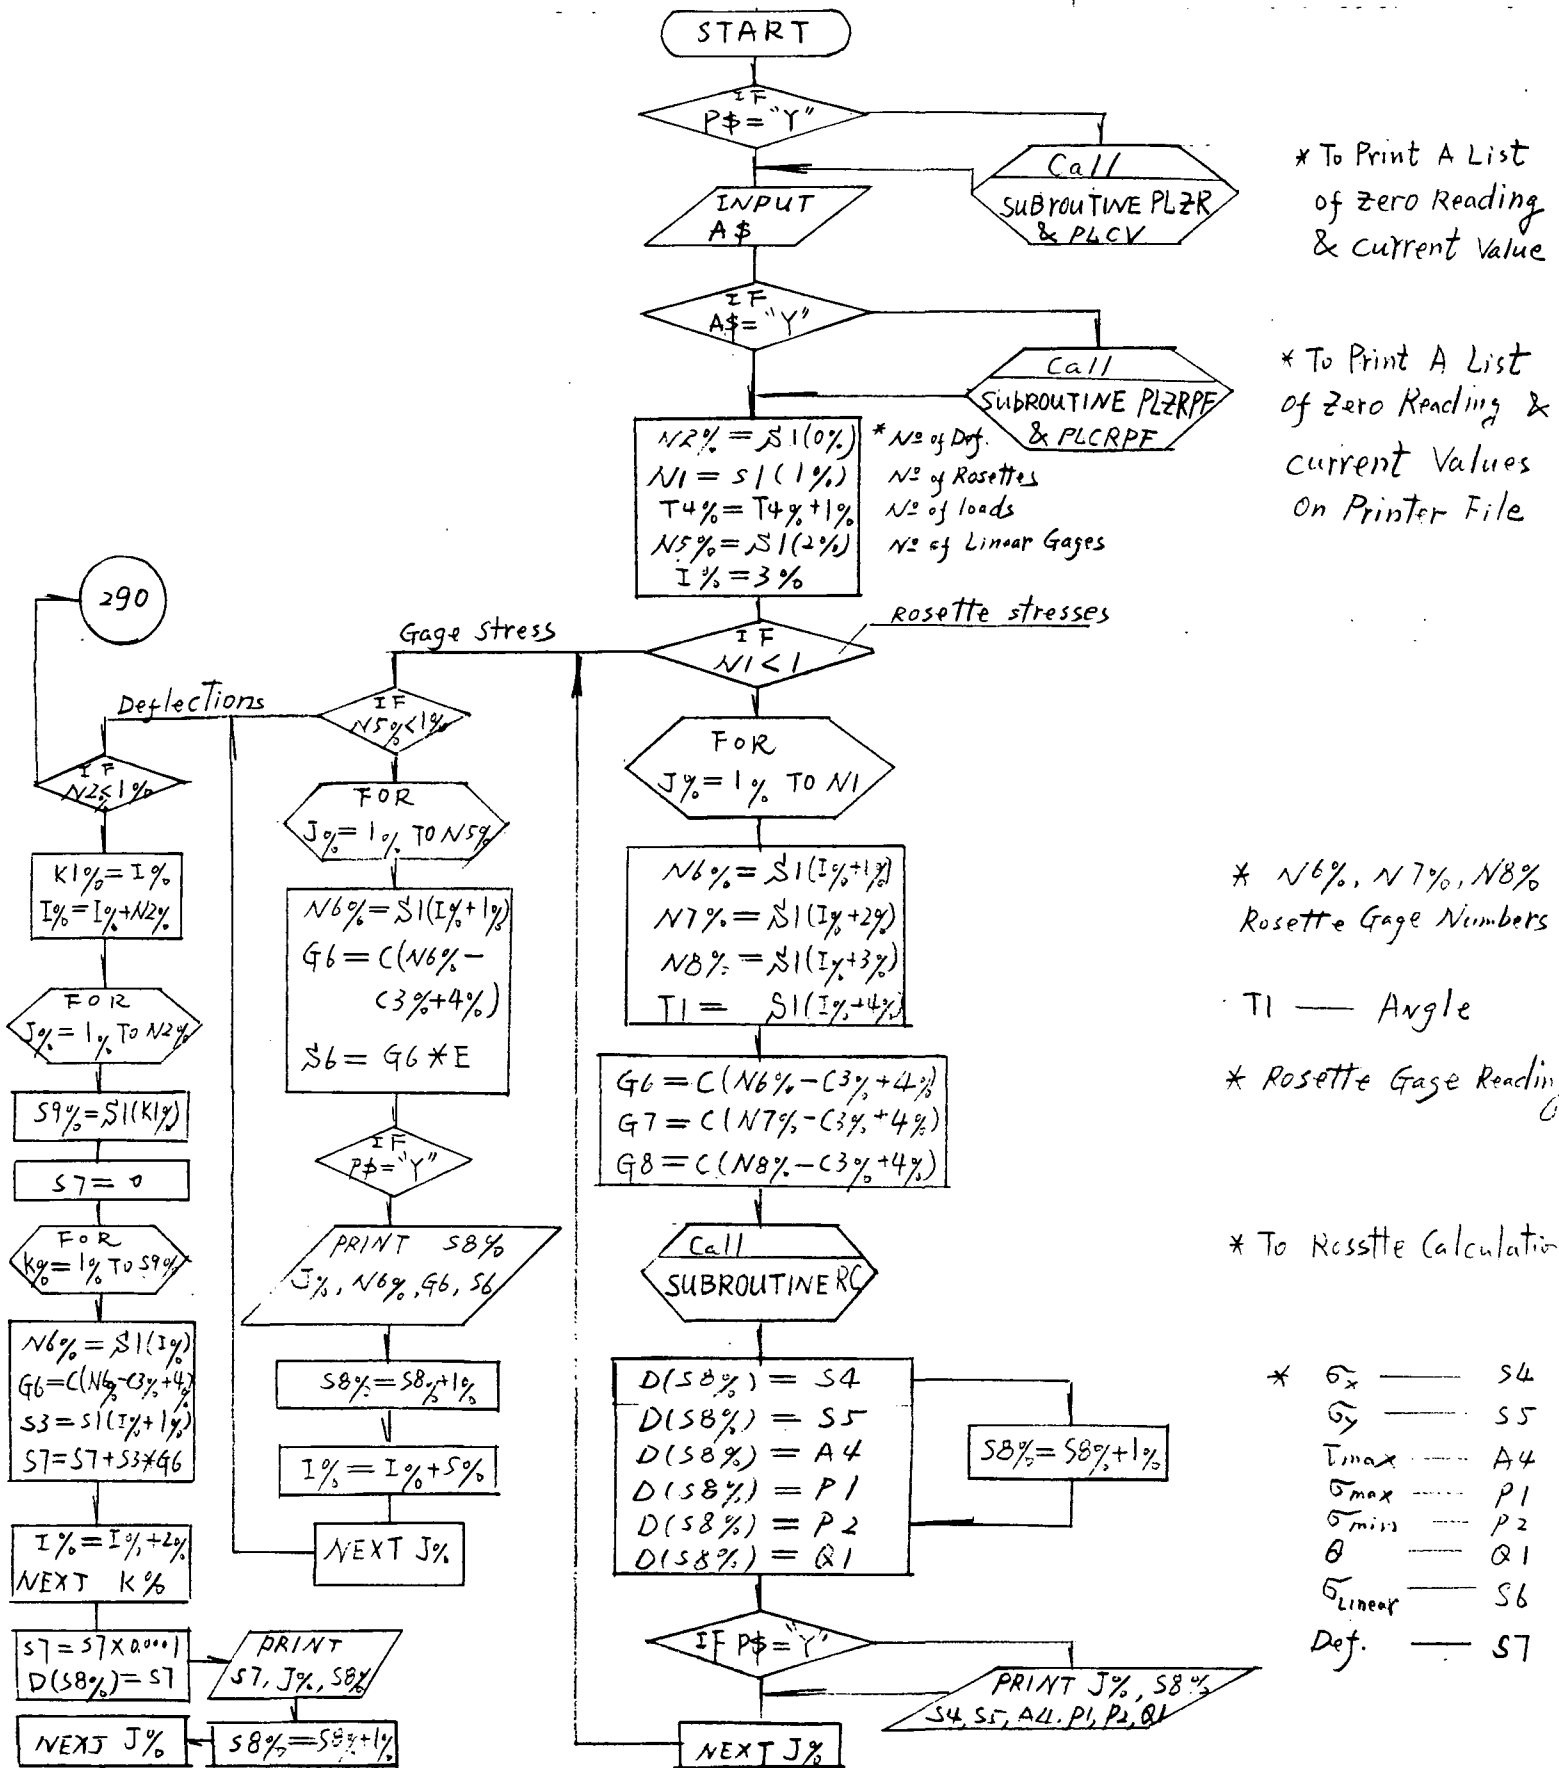 START
IF
P$="Y"
Call
SUBROUTINE PLZR
& PLCV
* To Print A List
of zero Reading
& current Value
INPUT
A$
IF
A$="Y"
Call
SUBROUTINE PLZRPF
& PLCRPF
* To Print A List
of Zero Reading &
current Values
On Printer File
N2%=S1(0%) * Nº of Def.
N1=S1(1%) Nº of Rosettes
T4%=T4%+1% Nº of loads
N5%=S1(2%) Nº of Linear Gages
I%=3%
290
Rosette stresses
IF
N1<1
Gage Stress
Deflections
IF
N5%<1%
IF
N2%<1%
FOR
J%=1% TO N1
FOR
J%=1% TO N5%
K1%=I%
I%=I%+N2%
FOR
J%=1% TO N2%
S9%=S1(K1%)
S7=0
FOR
K%=1% TO S9%
N6%=S1(I%)
G6=C(N6%-C3%+4%)
S3=S1(I%+1%)
S7=S7+S3*G6
I%=I%+2%
NEXT K%
S7=S7X0.0001
D(S8%)=S7
PRINT
S7, J%, S8%
S8%=S8%+1%
NEXT J%
N6%=S1(I%+1%)
G6=C(N6%-
C3%+4%)
S6=G6*E
IF
P$="Y"
PRINT S8%
J%, N6%, G6, S6
S8%=S8%+1%
I%=I%+5%
NEXT J%
N6%=S1(I%+1%)
N7%=S1(I%+2%)
N8%=S1(I%+3%)
T1=S1(I%+4%)
* N6%, N7%, N8%
Rosette Gage Numbers
T1 — Angle
G6=C(N6%-C3%+4%)
G7=C(N7%-C3%+4%)
G8=C(N8%-C3%+4%)
* Rosette Gage Reading
Call
SUBROUTINE RC
* To Rosstte Calculation
D(S8%)=S4
D(S8%)=S5
D(S8%)=A4
D(S8%)=P1
D(S8%)=P2
D(S8%)=Q1
S8%=S8%+1%
* σx — S4
σy — S5
τmax — A4
σmax — P1
σmin — P2
θ — Q1
σLinear — S6
Def. — S7
IF P$="Y"
PRINT J%, S8%
S4, S5, A4, P1, P2, Q1
NEXT J%